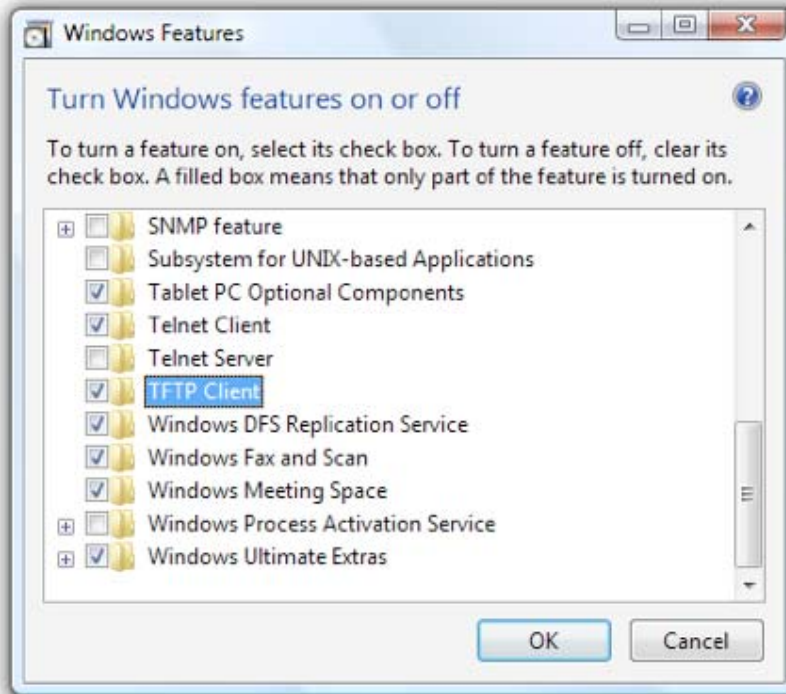 Windows Features
Turn Windows features on or off
To turn a feature on, select its check box. To turn a feature off, clear its
check box. A filled box means that only part of the feature is turned on.
SNMP feature
Subsystem for UNIX-based Applications
Tablet PC Optional Components
Telnet Client
Telnet Server
TFTP Client
Windows DFS Replication Service
Windows Fax and Scan
Windows Meeting Space
Windows Process Activation Service
Windows Ultimate Extras
OK
Cancel